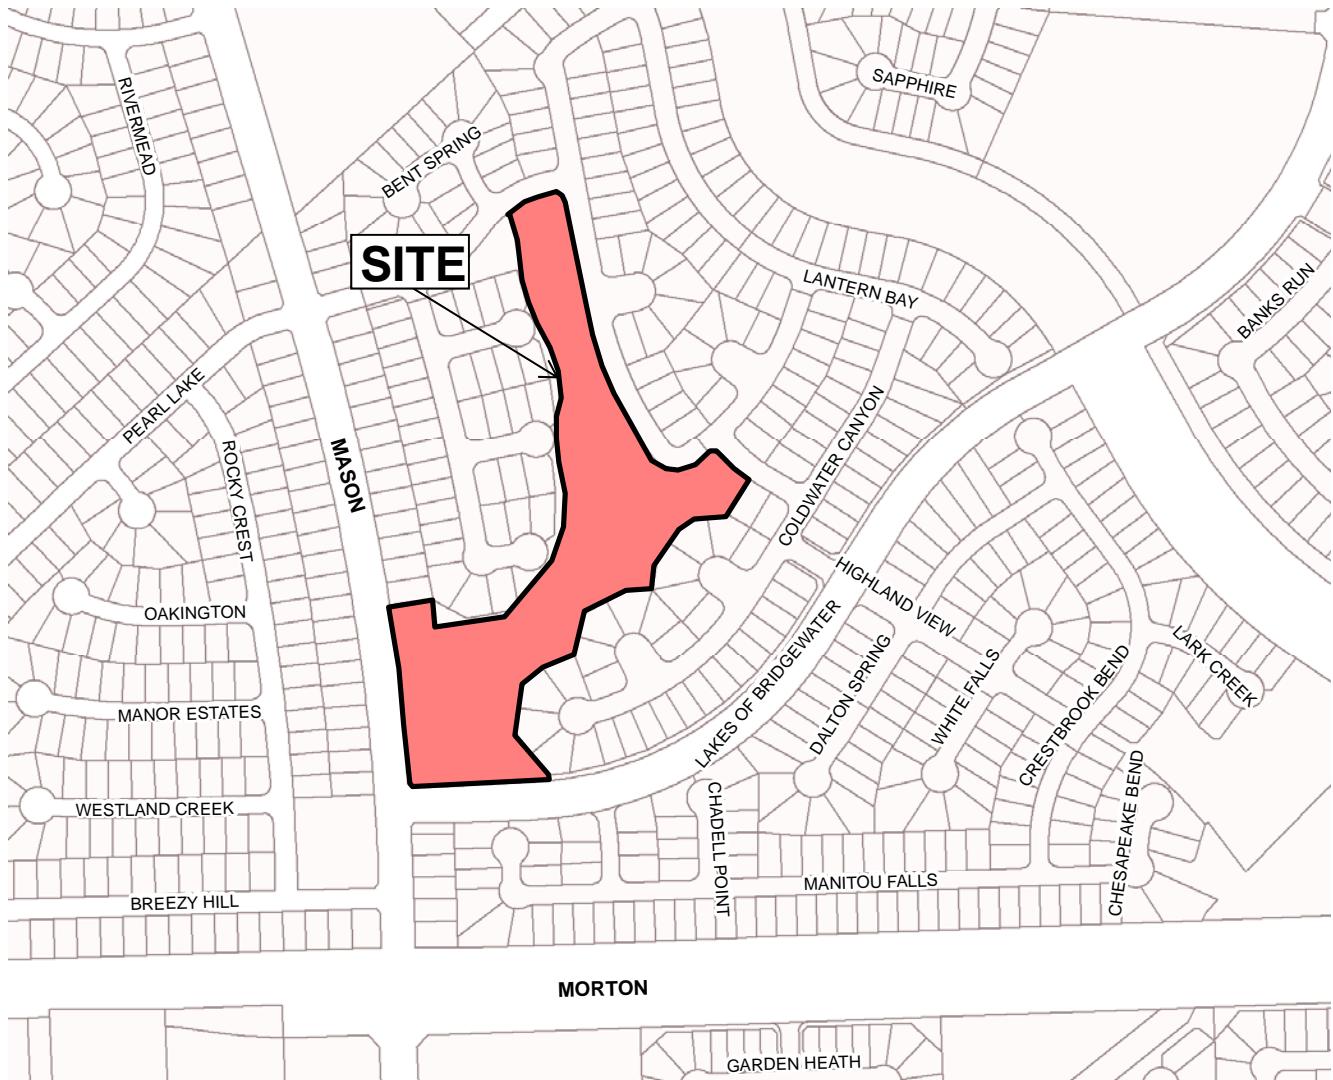 SAPPHIRE
RIVERMEAD
BENT SPRING
SITE
LANTERN BAY
BANKS RUN
PEARL LAKE
ROCKY CREST
MASON
COLDWATER CANYON
HIGHLAND VIEW
OAKINGTON
LAKES OF BRIDGEWATER
DALTON SPRING
WHITE FALLS
CRESTBROOK BEND
LARK CREEK
MANOR ESTATES
WESTLAND CREEK
CHADELL POINT
CHESAPEAKE BEND
MANITOU FALLS
BREEZY HILL
MORTON
GARDEN HEATH